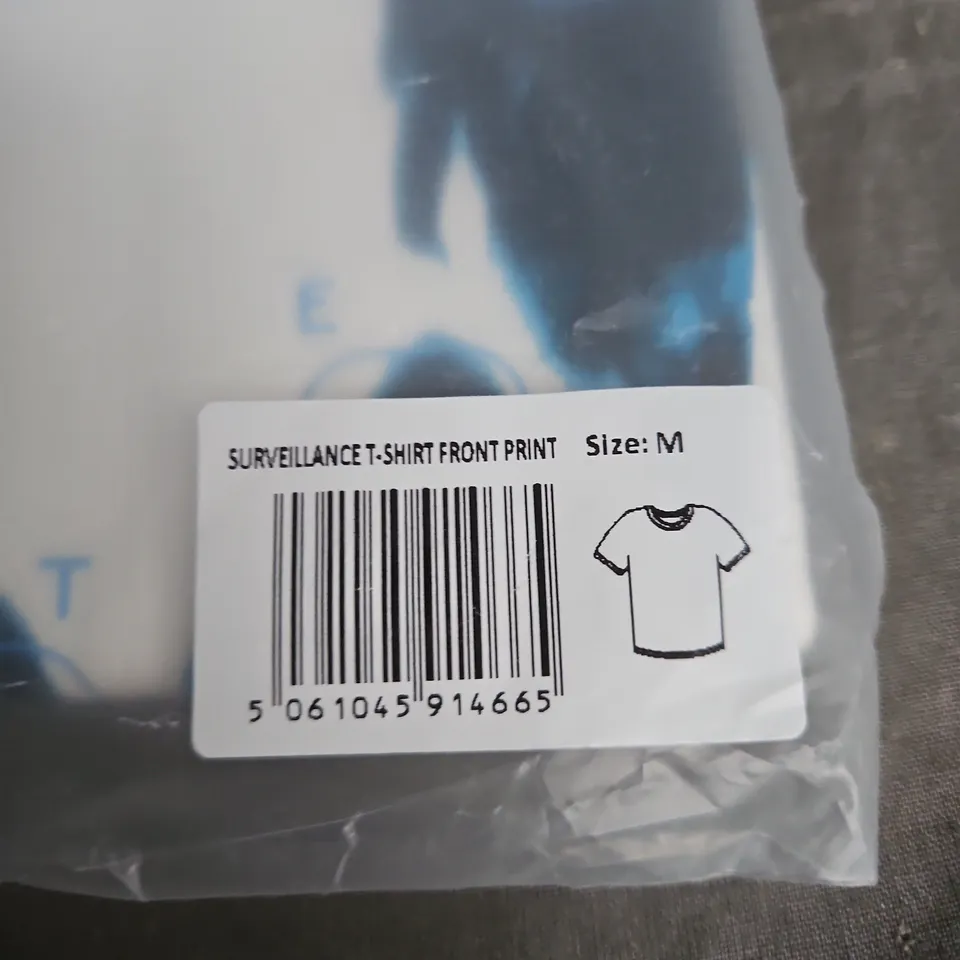 E
SURVEILLANCE T-SHIRT FRONT PRINT Size: M
T
5 061045 914665